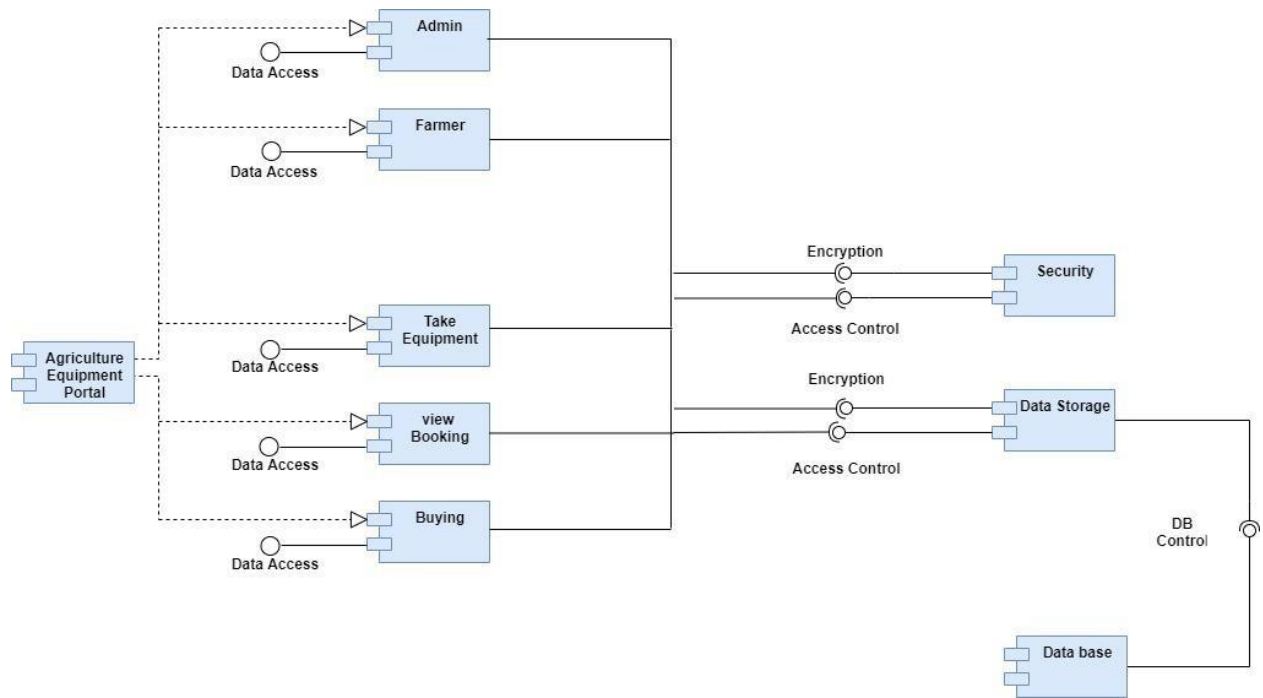 Admin
Data Access
Farmer
Data Access
Encryption
Security
Access Control
Take
Equipment
Data Access
Agriculture
Equipment
Portal
Encryption
Data Storage
view
Booking
Data Access
Access Control
Buying
Data Access
DB
Control
Data base